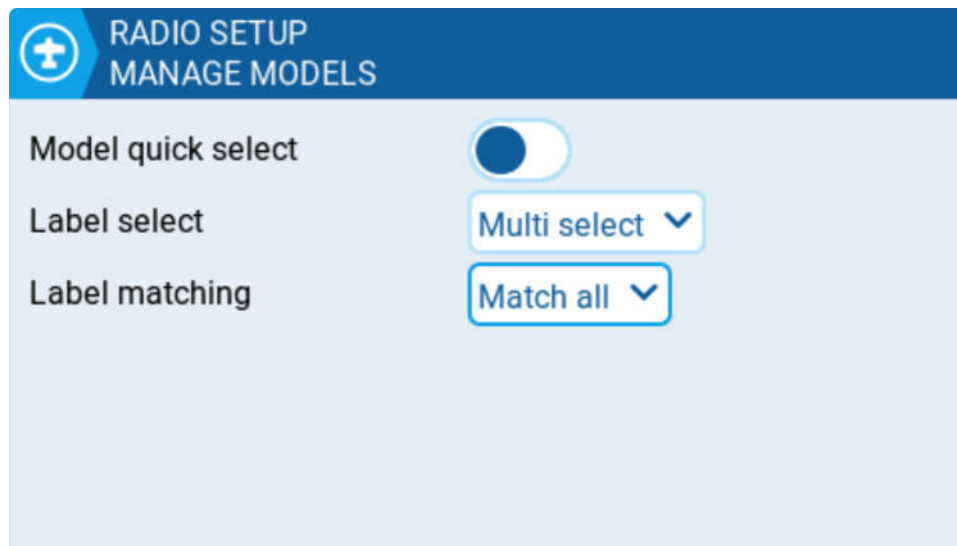 RADIO SETUP
MANAGE MODELS
Model quick select
Label select Multi select
Label matching Match all